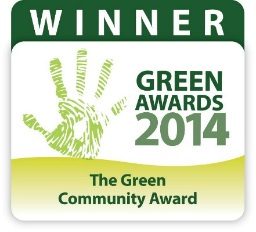 WINNER
GREEN
AWARDS
2014
The Green
Community Award